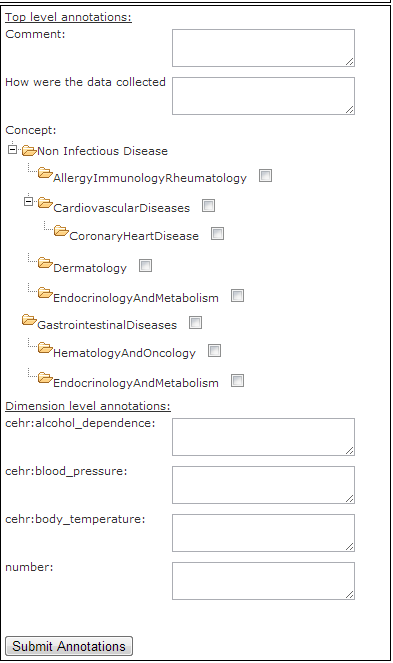 Top level annotations:
Comment:
How were the data collected
Concept:
Non Infectious Disease
AllergyImmunologyRheumatology
CardiovascularDiseases
CoronaryHeartDisease
Dermatology
EndocrinologyAndMetabolism
GastrointestinalDiseases
HematologyAndOncology
EndocrinologyAndMetabolism
Dimension level annotations:
cehr:alcohol_dependence:
cehr:blood_pressure:
cehr:body_temperature:
number:
Submit Annotations